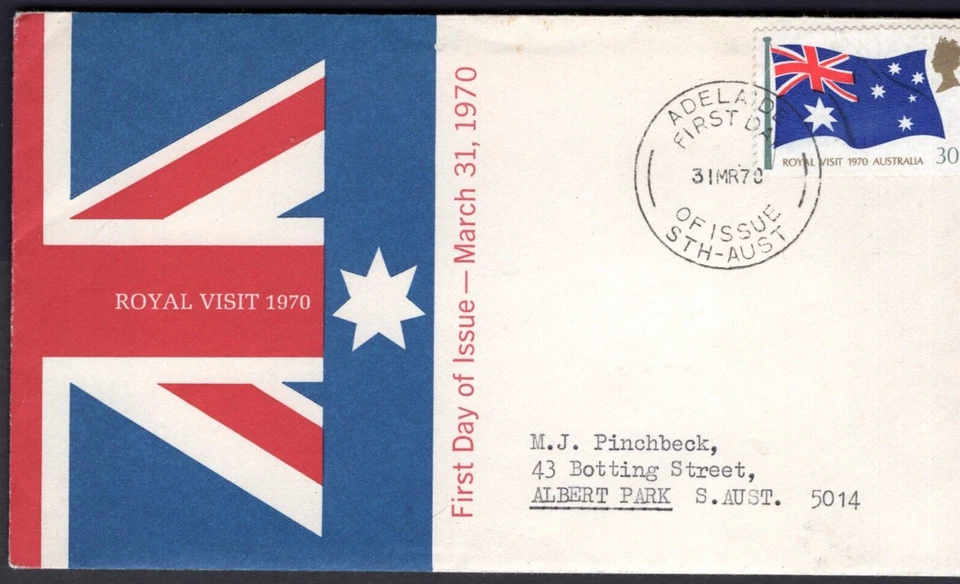 ROYAL VISIT 1970
First Day of Issue — March 31, 1970
ADELAIDE
FIRST DAY
31MR70
OF ISSUE
STH-AUST
ROYAL VISIT 1970 AUSTRALIA
30
M.J. Pinchbeck,
43 Botting Street,
ALBERT PARK S.AUST. 5014